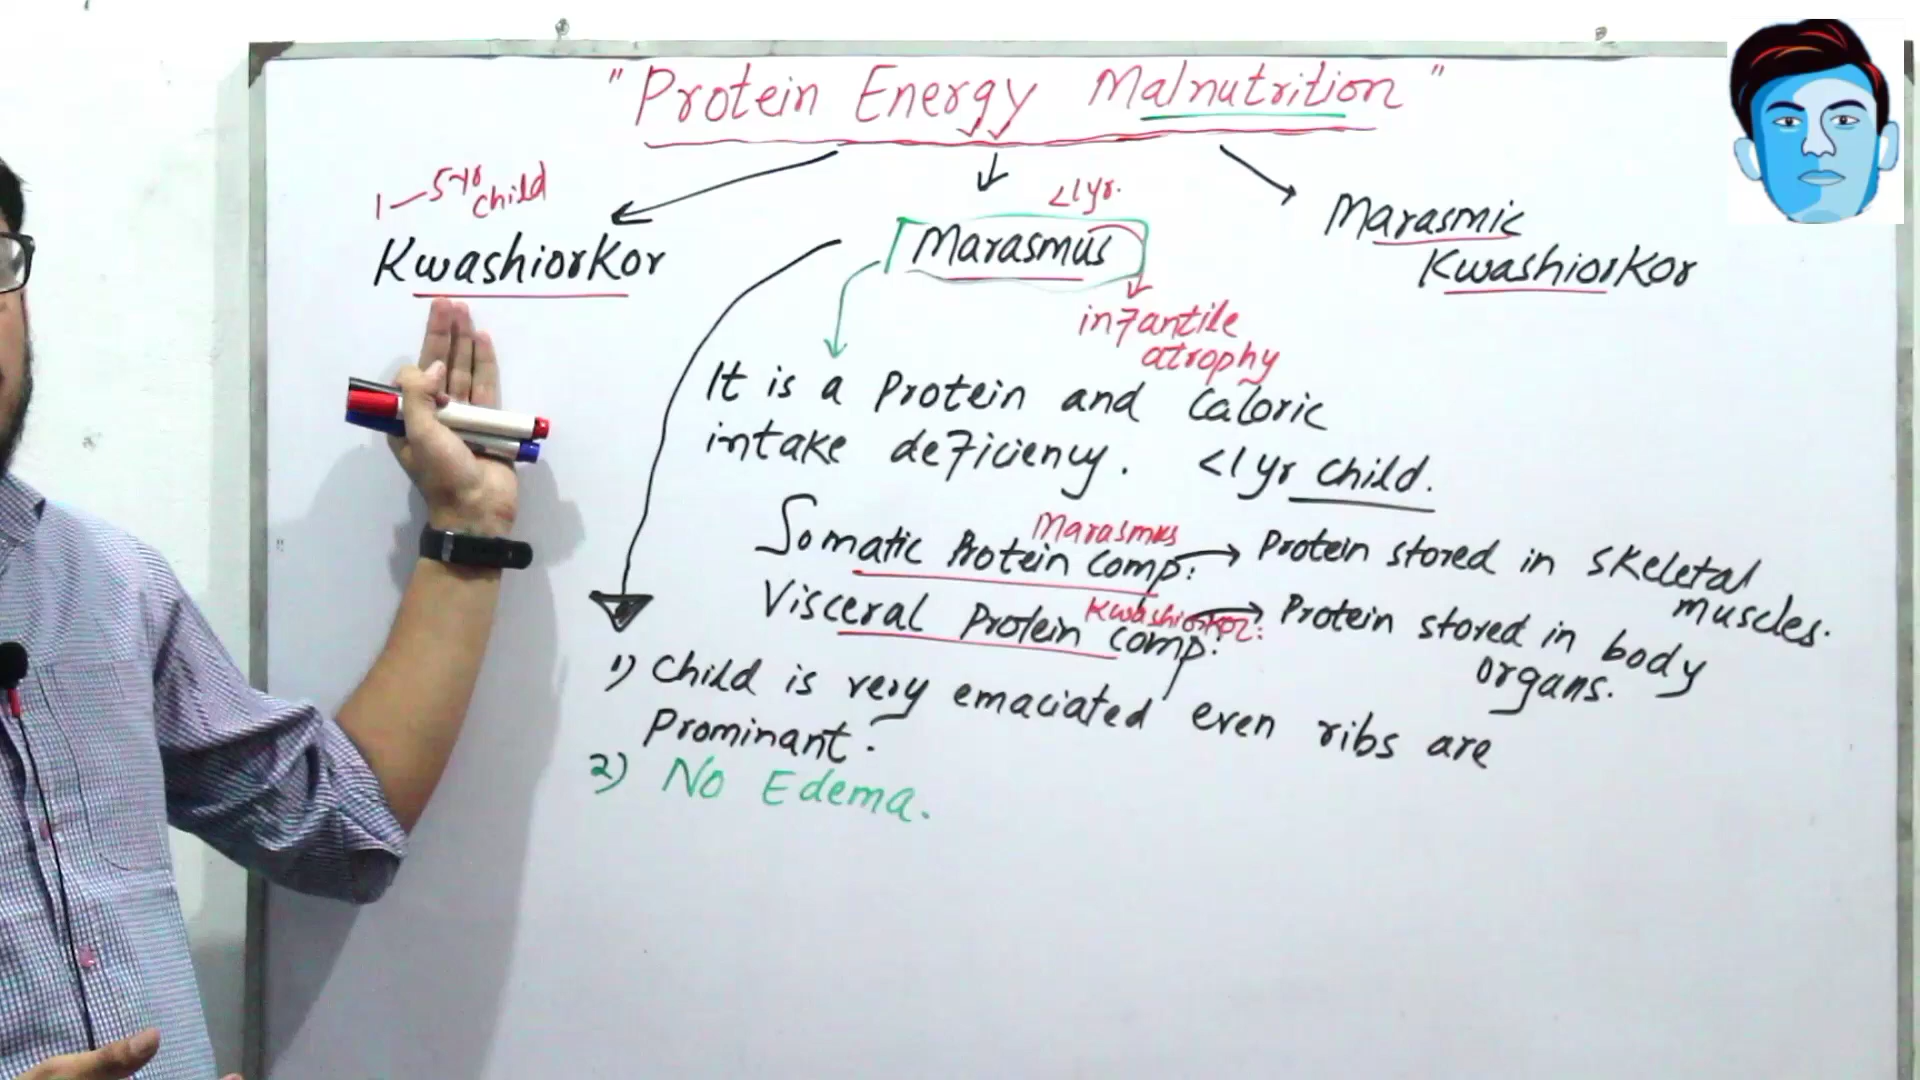 "Protein Energy Malnutrition"
1-5yr child
Kwashiorkor
<1yr.
Marasmus
infantile
atrophy
Marasmic
Kwashiorkor
It is a Protein and Caloric
intake deficiency. <1yr child.
Marasmus
Somatic Protein comp: → Protein stored in skeletal
muscles.
Kwashiorkor:
Visceral Protein comp: → Protein stored in body
organs.
1) Child is very emaciated even ribs are
Prominant.
2) No Edema.